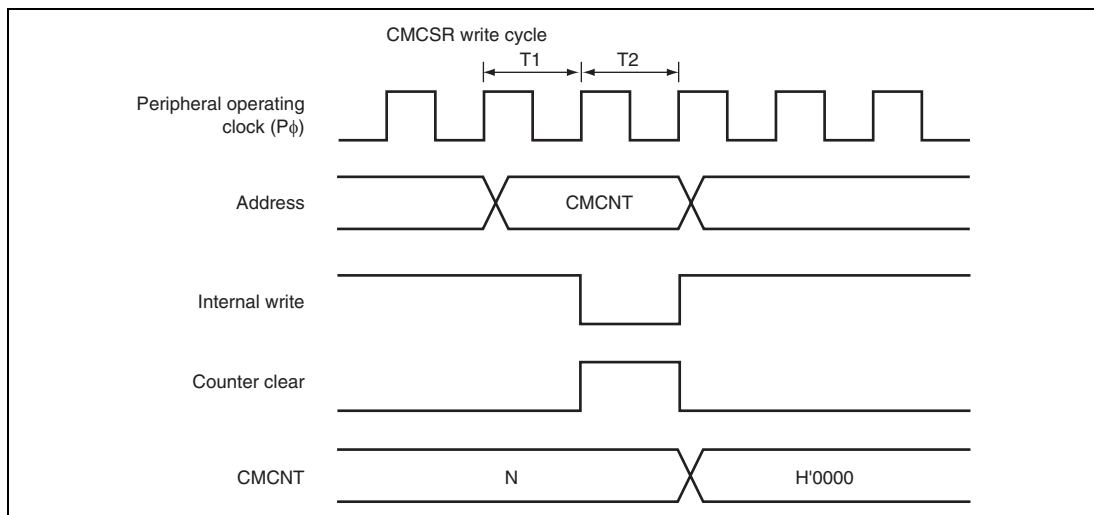 CMCSR write cycle
T1 T2
Peripheral operating
clock (Pϕ)
Address CMCNT
Internal write
Counter clear
CMCNT N H'0000